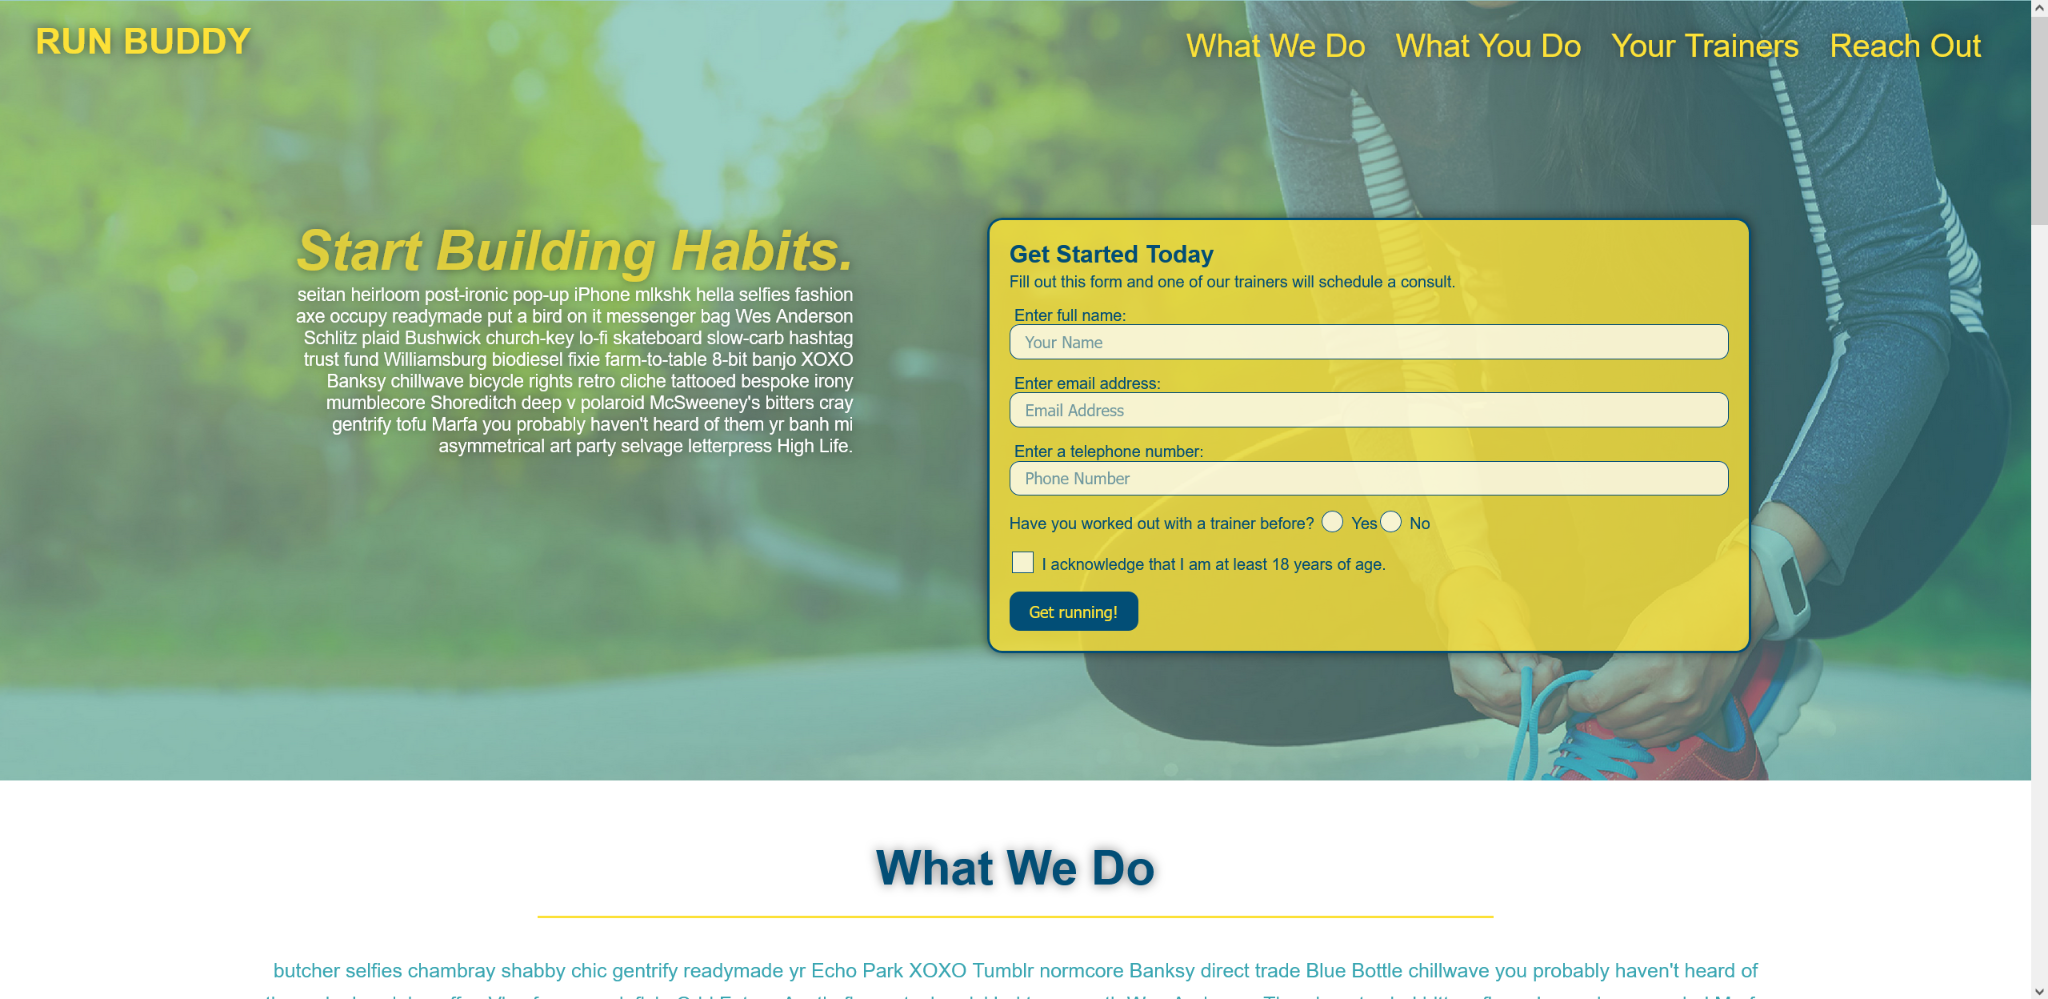 RUN BUDDY
What We Do What You Do Your Trainers Reach Out
Start Building Habits.
seitan heirloom post-ironic pop-up iPhone mlkshk hella selfies fashion
axe occupy readymade put a bird on it messenger bag Wes Anderson
Schlitz plaid Bushwick church-key lo-fi skateboard slow-carb hashtag
trust fund Williamsburg biodiesel fixie farm-to-table 8-bit banjo XOXO
Banksy chillwave bicycle rights retro cliche tattooed bespoke irony
mumblecore Shoreditch deep v polaroid McSweeney's bitters cray
gentrify tofu Marfa you probably haven't heard of them yr banh mi
asymmetrical art party selvage letterpress High Life.
Get Started Today
Fill out this form and one of our trainers will schedule a consult.
Enter full name:
Your Name
Enter email address:
Email Address
Enter a telephone number:
Phone Number
Have you worked out with a trainer before? Yes No
I acknowledge that I am at least 18 years of age.
Get running!
What We Do
butcher selfies chambray shabby chic gentrify readymade yr Echo Park XOXO Tumblr normcore Banksy direct trade Blue Bottle chillwave you probably haven't heard of